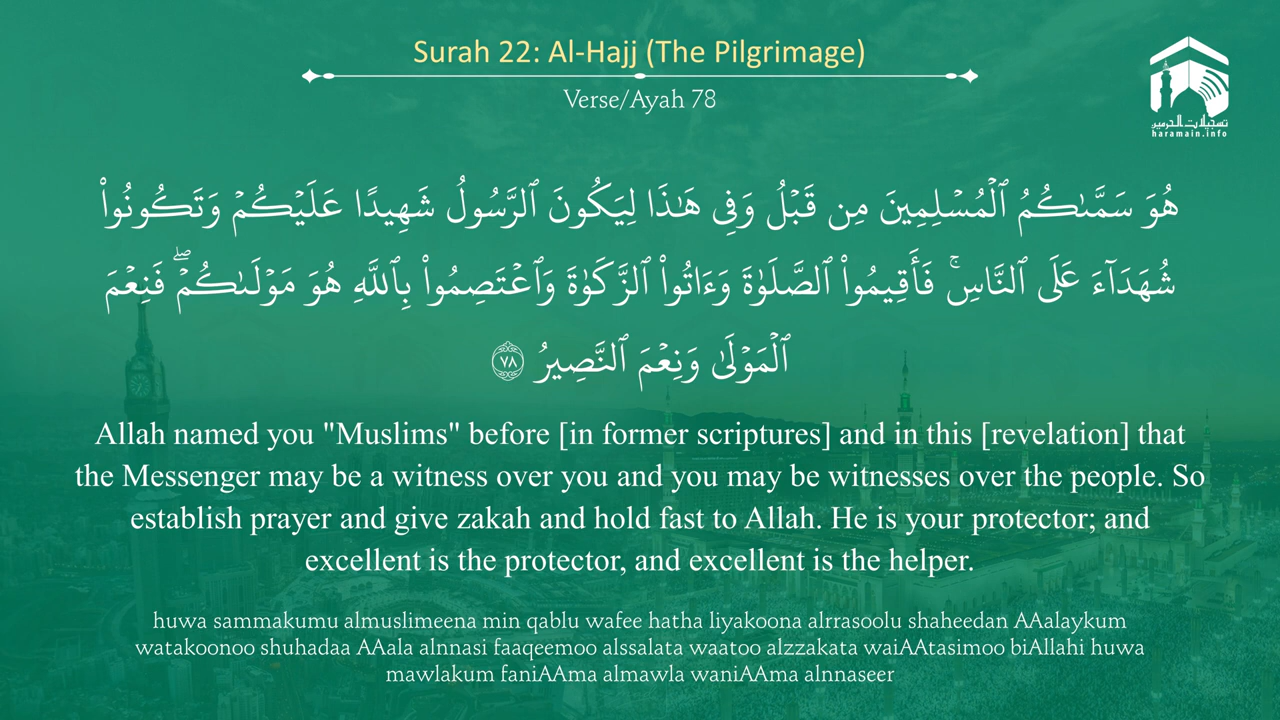 Surah 22: Al-Hajj (The Pilgrimage)
Verse/Ayah 78
تسجيلات الحرمين
haramain.info
هُوَ سَمَّىٰكُمُ ٱلْمُسْلِمِينَ مِن قَبْلُ وَفِى هَـٰذَا لِيَكُونَ ٱلرَّسُولُ شَهِيدًا عَلَيْكُمْ وَتَكُونُوا۟
شُهَدَآءَ عَلَى ٱلنَّاسِ ۚ فَأَقِيمُوا۟ ٱلصَّلَوٰةَ وَءَاتُوا۟ ٱلزَّكَوٰةَ وَٱعْتَصِمُوا۟ بِٱللَّهِ هُوَ مَوْلَىٰكُمْ ۖ فَنِعْمَ
ٱلْمَوْلَىٰ وَنِعْمَ ٱلنَّصِيرُ ٧٨
Allah named you "Muslims" before [in former scriptures] and in this [revelation] that
the Messenger may be a witness over you and you may be witnesses over the people. So
establish prayer and give zakah and hold fast to Allah. He is your protector; and
excellent is the protector, and excellent is the helper.
huwa sammakumu almuslimeena min qablu wafee hatha liyakoona alrrasoolu shaheedan AAalaykum
watakoonoo shuhadaa AAala alnnasi faaqeemoo alssalata waatoo alzzakata waiAAtasimoo biAllahi huwa
mawlakum faniAAma almawla waniAAma alnnaseer